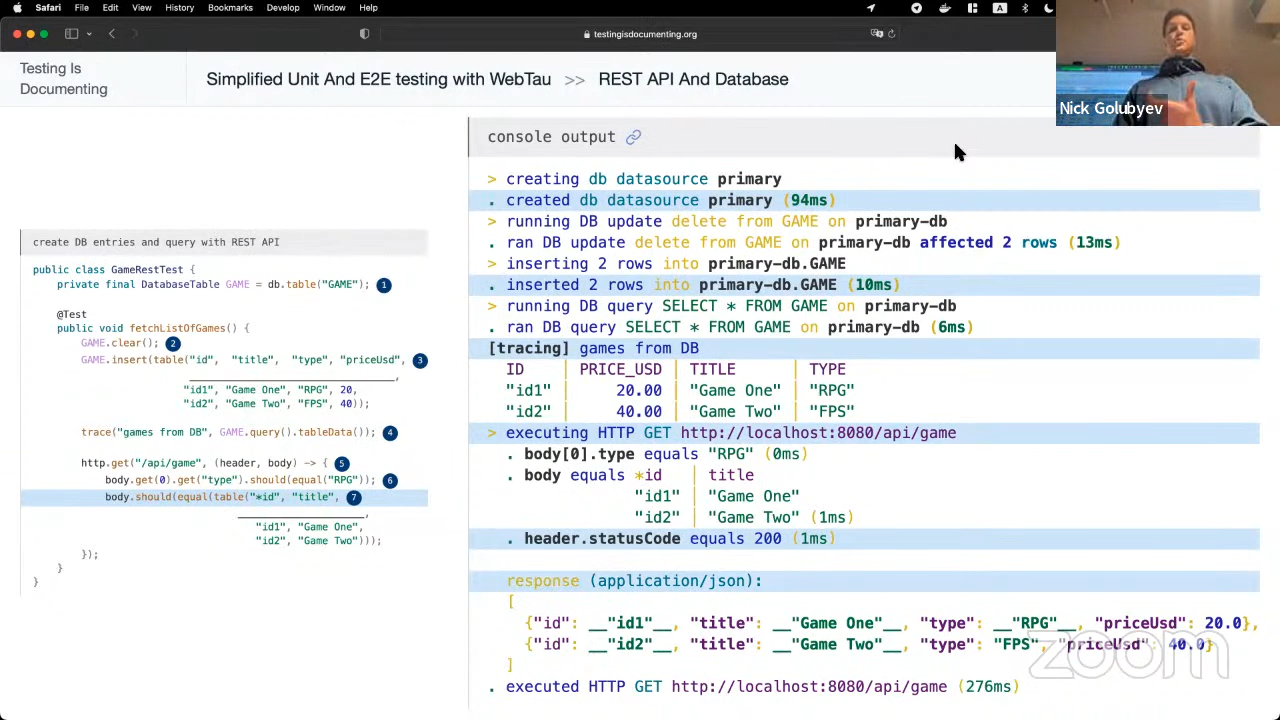 Safari File Edit View History Bookmarks Develop Window Help
testingisdocumenting.org
Testing Is
Documenting
Simplified Unit And E2E testing with WebTau >> REST API And Database
Nick Golubyev
create DB entries and query with REST API
public class GameRestTest {
private final DatabaseTable GAME = db.table("GAME"); 1
@Test
public void fetchListOfGames() {
GAME.clear(); 2
GAME.insert(table("id", "title", "type", "priceUsd", 3
________________________________,
"id1", "Game One", "RPG", 20,
"id2", "Game Two", "FPS", 40));
trace("games from DB", GAME.query().tableData()); 4
http.get("/api/game", (header, body) -> { 5
body.get(0).get("type").should(equal("RPG")); 6
body.should(equal(table("*id", "title", 7
____________________,
"id1", "Game One",
"id2", "Game Two")));
});
}
}
console output
> creating db datasource primary
. created db datasource primary (94ms)
> running DB update delete from GAME on primary-db
. ran DB update delete from GAME on primary-db affected 2 rows (13ms)
> inserting 2 rows into primary-db.GAME
. inserted 2 rows into primary-db.GAME (10ms)
> running DB query SELECT * FROM GAME on primary-db
. ran DB query SELECT * FROM GAME on primary-db (6ms)
[tracing] games from DB
ID │ PRICE_USD │ TITLE │ TYPE
"id1" │ 20.00 │ "Game One" │ "RPG"
"id2" │ 40.00 │ "Game Two" │ "FPS"
> executing HTTP GET http://localhost:8080/api/game
. body[0].type equals "RPG" (0ms)
. body equals *id │ title
"id1" │ "Game One"
"id2" │ "Game Two" (1ms)
. header.statusCode equals 200 (1ms)
response (application/json):
[
{"id": __"id1"__, "title": __"Game One"__, "type": __"RPG"__, "priceUsd": 20.0},
{"id": __"id2"__, "title": __"Game Two"__, "type": "FPS", "priceUsd": 40.0}
]
. executed HTTP GET http://localhost:8080/api/game (276ms)
zoom